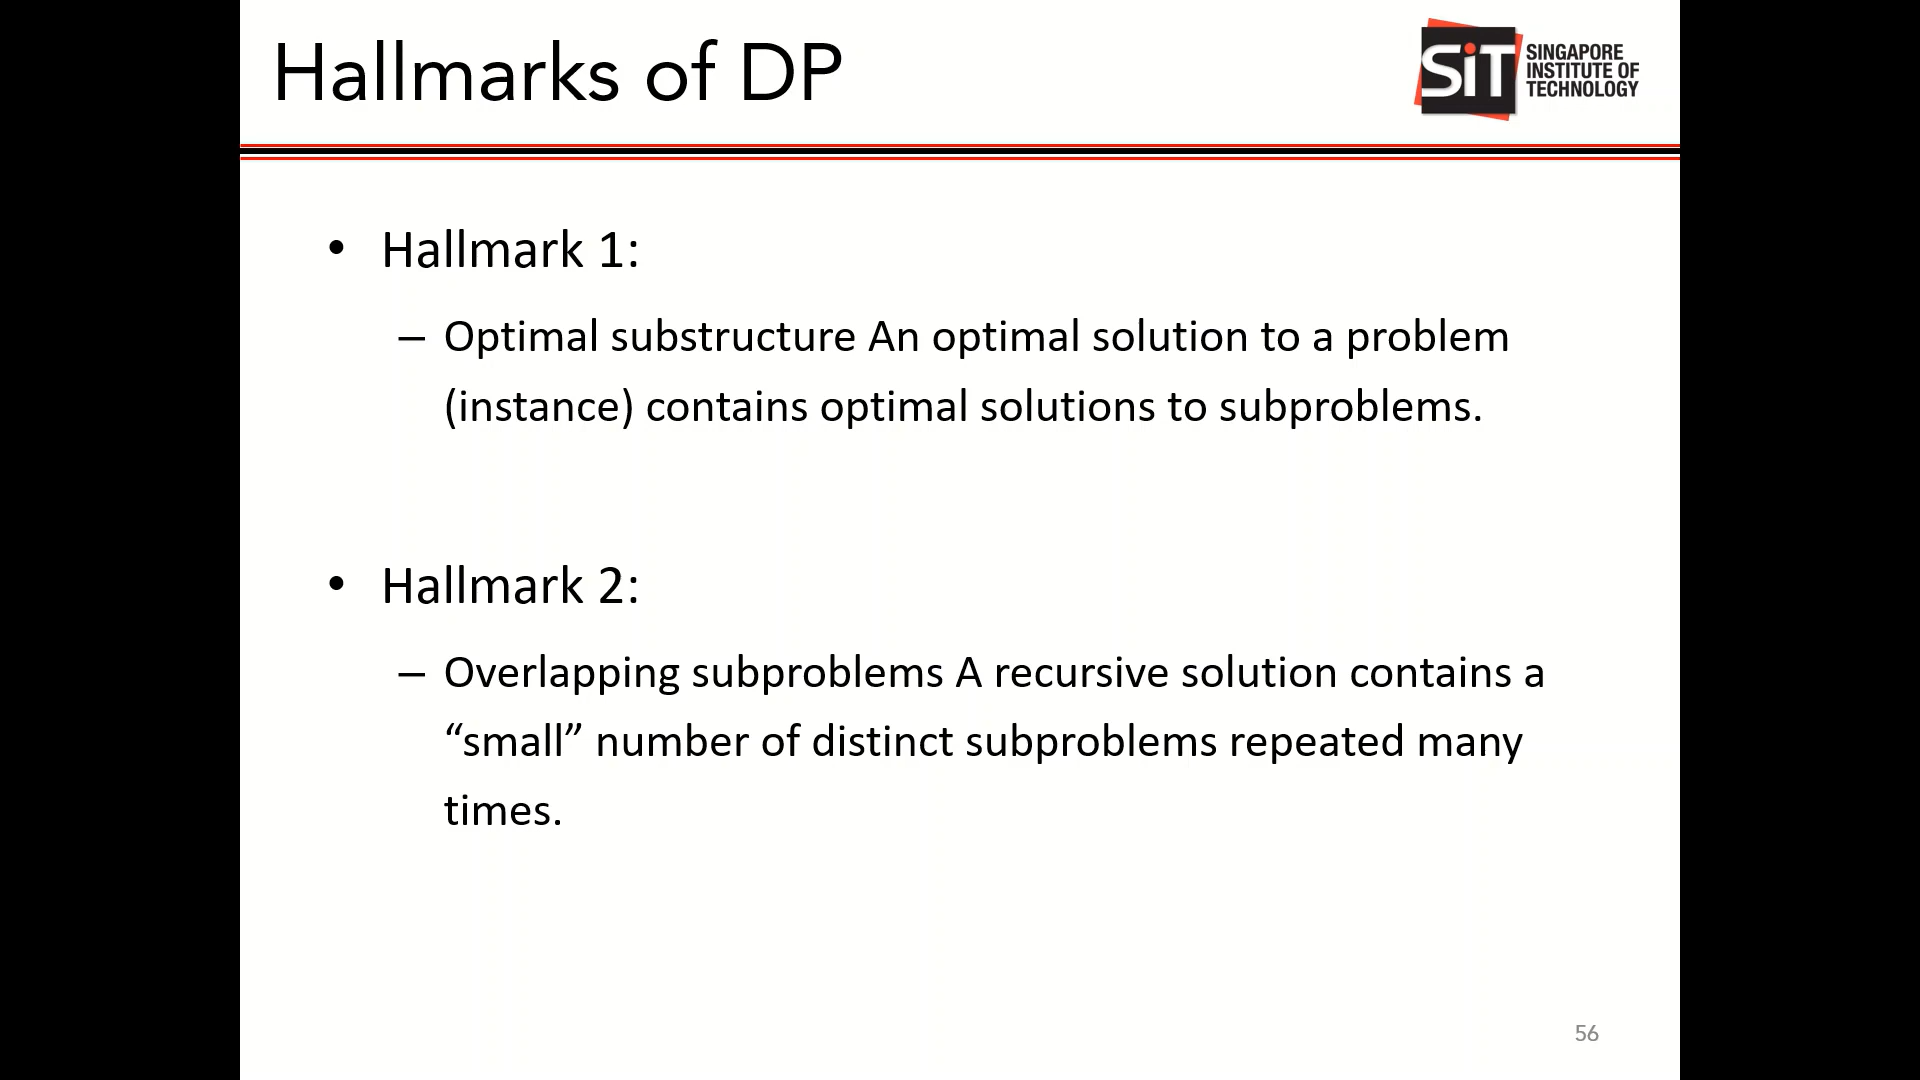 Hallmarks of DP
SiT
SINGAPORE
INSTITUTE OF
TECHNOLOGY
• Hallmark 1:
– Optimal substructure An optimal solution to a problem
(instance) contains optimal solutions to subproblems.
• Hallmark 2:
– Overlapping subproblems A recursive solution contains a
“small” number of distinct subproblems repeated many
times.
56